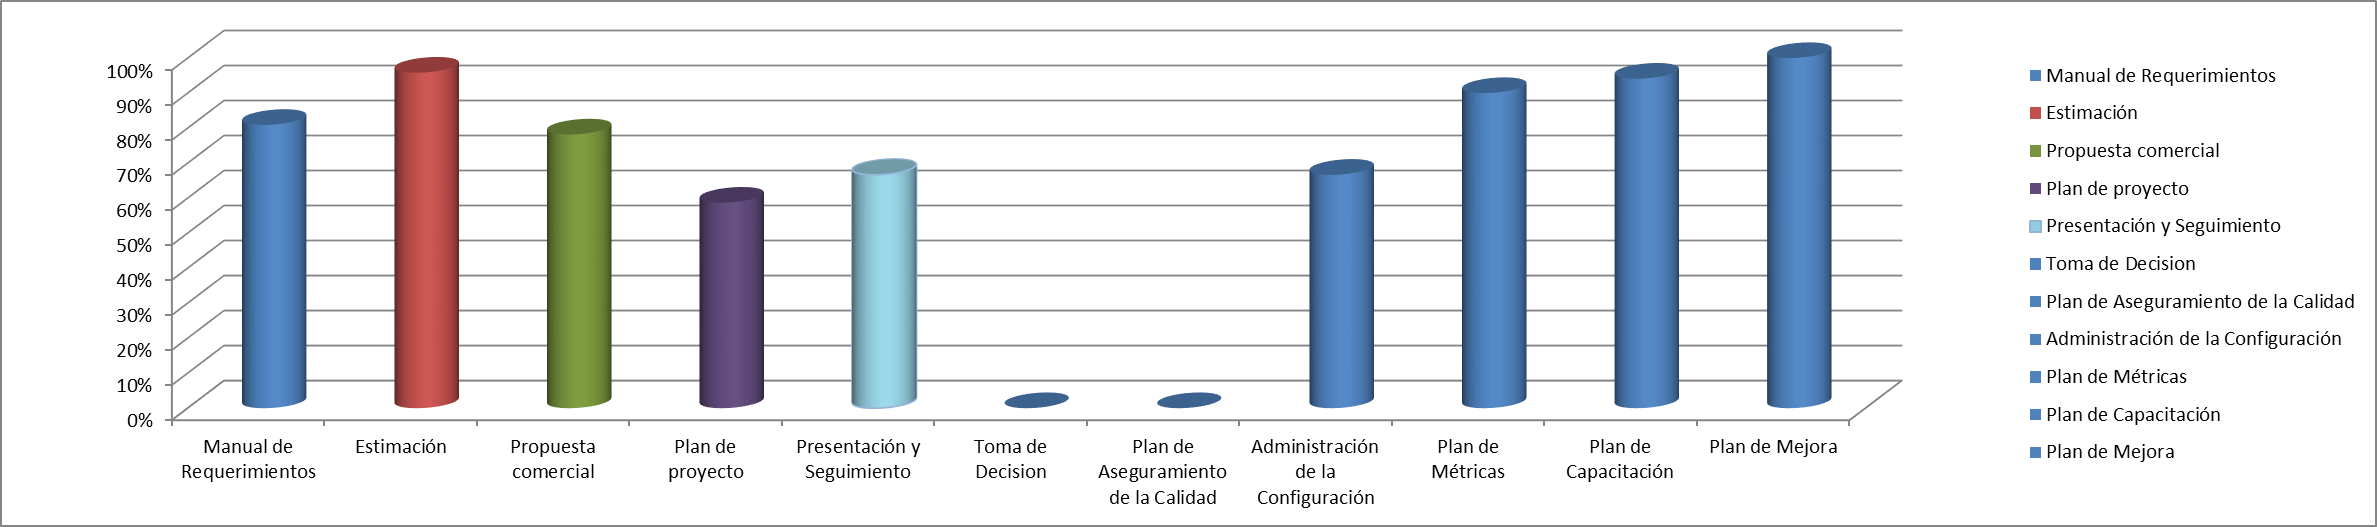 100%
90%
80%
70%
60%
50%
40%
30%
20%
10%
0%
Manual de
Requerimientos
Estimación
Propuesta
comercial
Plan de
proyecto
Presentación y
Seguimiento
Toma de
Decision
Plan de
Aseguramiento
de la Calidad
Administración
de la
Configuración
Plan de
Métricas
Plan de
Capacitación
Plan de Mejora
Manual de Requerimientos
Estimación
Propuesta comercial
Plan de proyecto
Presentación y Seguimiento
Toma de Decision
Plan de Aseguramiento de la Calidad
Administración de la Configuración
Plan de Métricas
Plan de Capacitación
Plan de Mejora